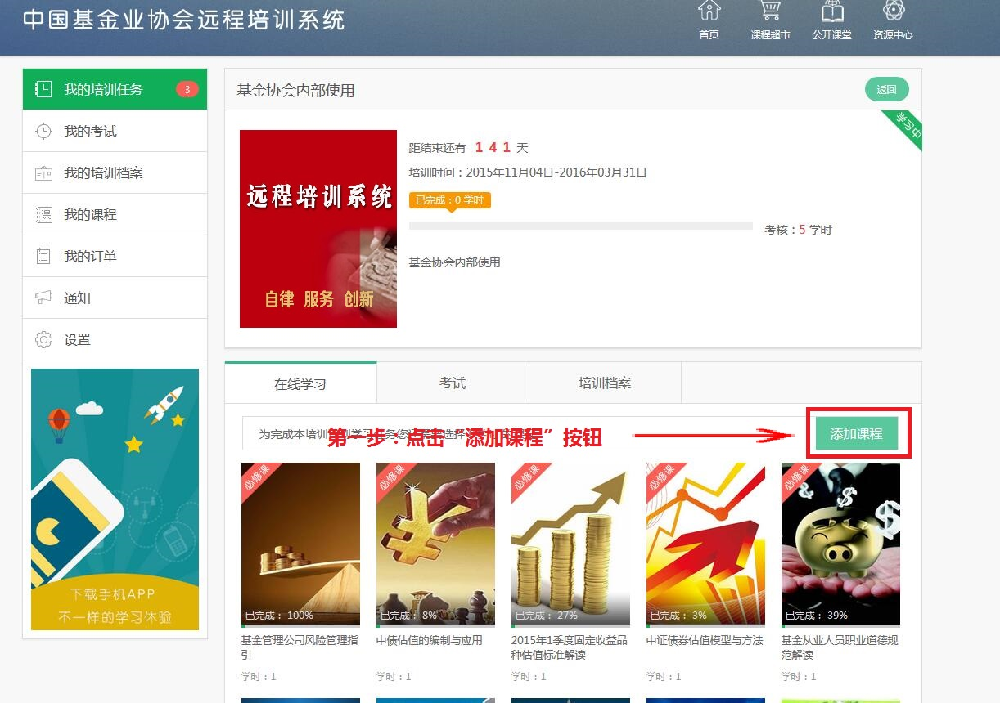 中国基金业协会远程培训系统
首页
课程超市
公开课堂
资源中心
我的培训任务
3
我的考试
我的培训档案
课
我的课程
我的订单
通知
设置
下载手机APP
不一样的学习体验
基金协会内部使用
返回
学习中
远程培训系统
自律 服务 创新
距结束还有 141 天
培训时间：2015年11月04日-2016年03月31日
已完成：0 学时
考核：5 学时
基金协会内部使用
在线学习
考试
培训档案
为完成本培训
第一步：点击“添加课程”按钮
添加课程
必修课
已完成： 100%
基金管理公司风险管理指
引
学时：1
必修课
已完成： 8%
中债估值的编制与应用
学时：1
必修课
已完成： 27%
2015年1季度固定收益品
种估值标准解读
学时：1
必修课
已完成： 3%
中证债券估值模型与方法
学时：1
必修课
已完成： 39%
基金从业人员职业道德规
范解读
学时：1